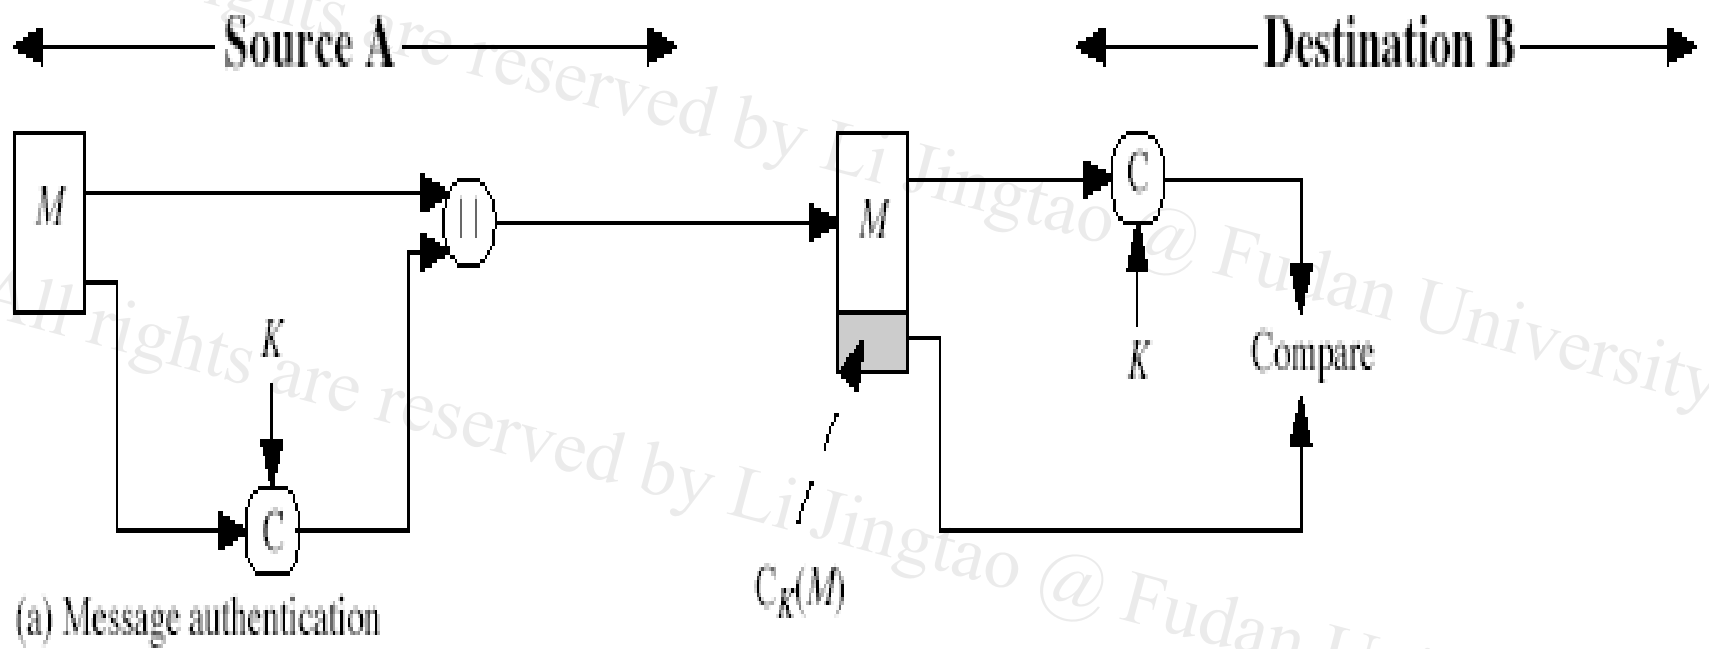 Source A
Destination B
M
||
K
C
M
C
K
Compare
C_K(M)
(a) Message authentication
rights are reserved by Li Jingtao @ Fudan University
All rights are reserved by Li Jingtao @ Fudan